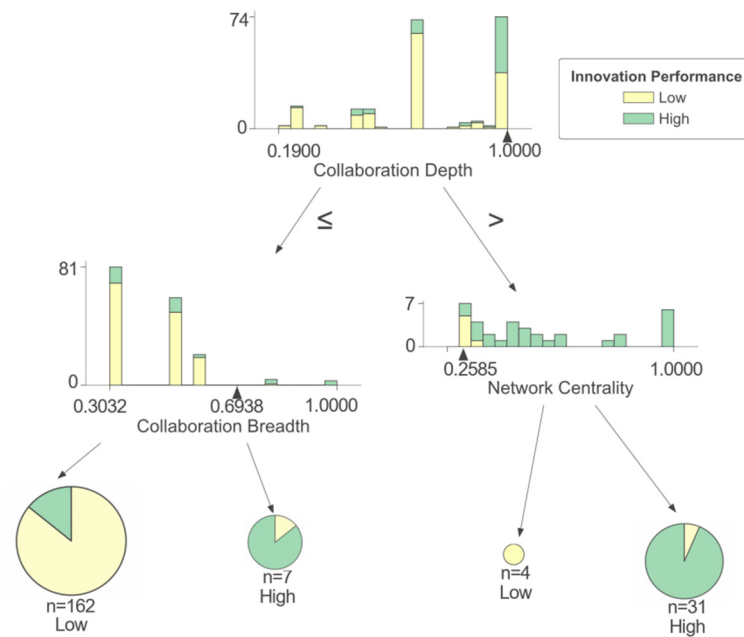 74
0
0.1900
1.0000
Collaboration Depth
Innovation Performance
Low
High
≤
>
81
0
0.3032
0.6938
1.0000
Collaboration Breadth
7
0
0.2585
1.0000
Network Centrality
n=162
Low
n=7
High
n=4
Low
n=31
High